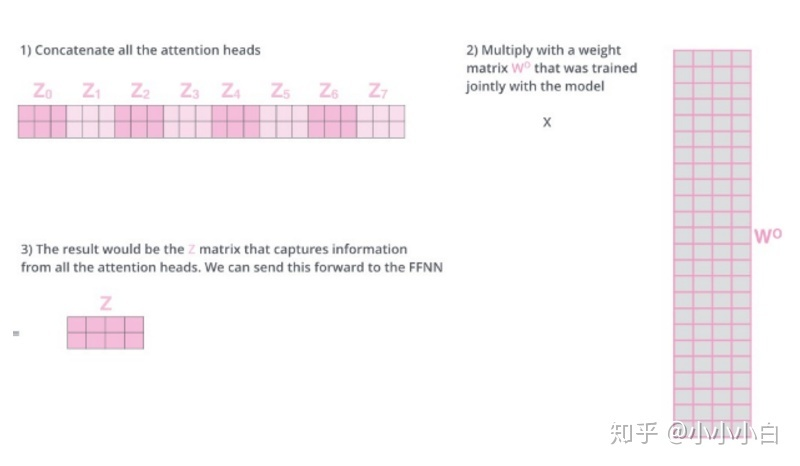 1) Concatenate all the attention heads
Z0 Z1 Z2 Z3 Z4 Z5 Z6 Z7
2) Multiply with a weight
matrix W^O that was trained
jointly with the model
X
W^O
3) The result would be the Z matrix that captures information
from all the attention heads. We can send this forward to the FFNN
Z
=
知乎 @小小小白